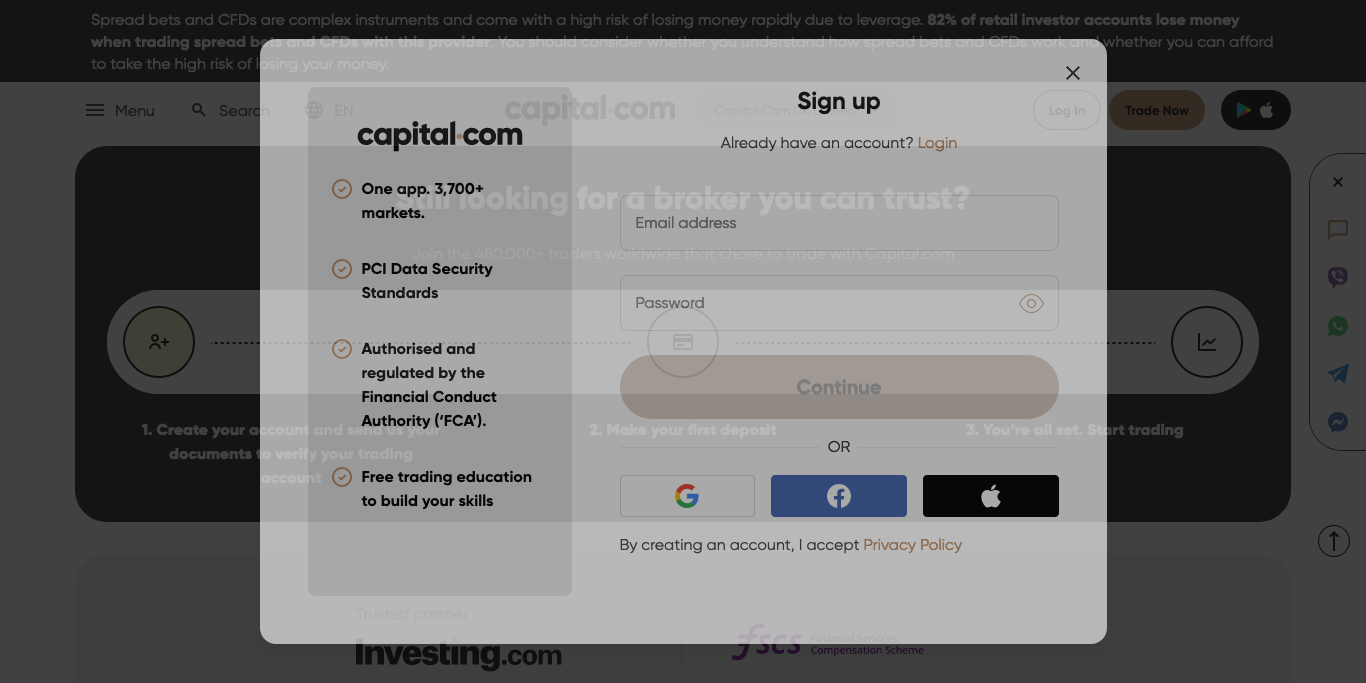 Spread bets and CFDs are complex instruments and come with a high risk of losing money rapidly due to leverage. 82% of retail investor accounts lose money
when trading spread bets and CFDs with this provider. You should consider whether you understand how spread bets and CFDs work and whether you can afford
to take the high risk of losing your money.
Menu
Search
EN
capital.com
Capital Com UK Limited
Log In
Trade Now
Sign up
Already have an account? Login
capital.com
One app. 3,700+
markets.
PCI Data Security
Standards
Authorised and
regulated by the
Financial Conduct
Authority (‘FCA’).
Free trading education
to build your skills
Still looking for a broker you can trust?
Join the 480,000+ traders worldwide that chose to trade with Capital.com
Email address
Password
Continue
OR
By creating an account, I accept Privacy Policy
1. Create your account and send us your
documents to verify your trading
account
2. Make your first deposit
3. You’re all set. Start trading
Trusted partner
Investing.com
fscs
Financial Services
Compensation Scheme